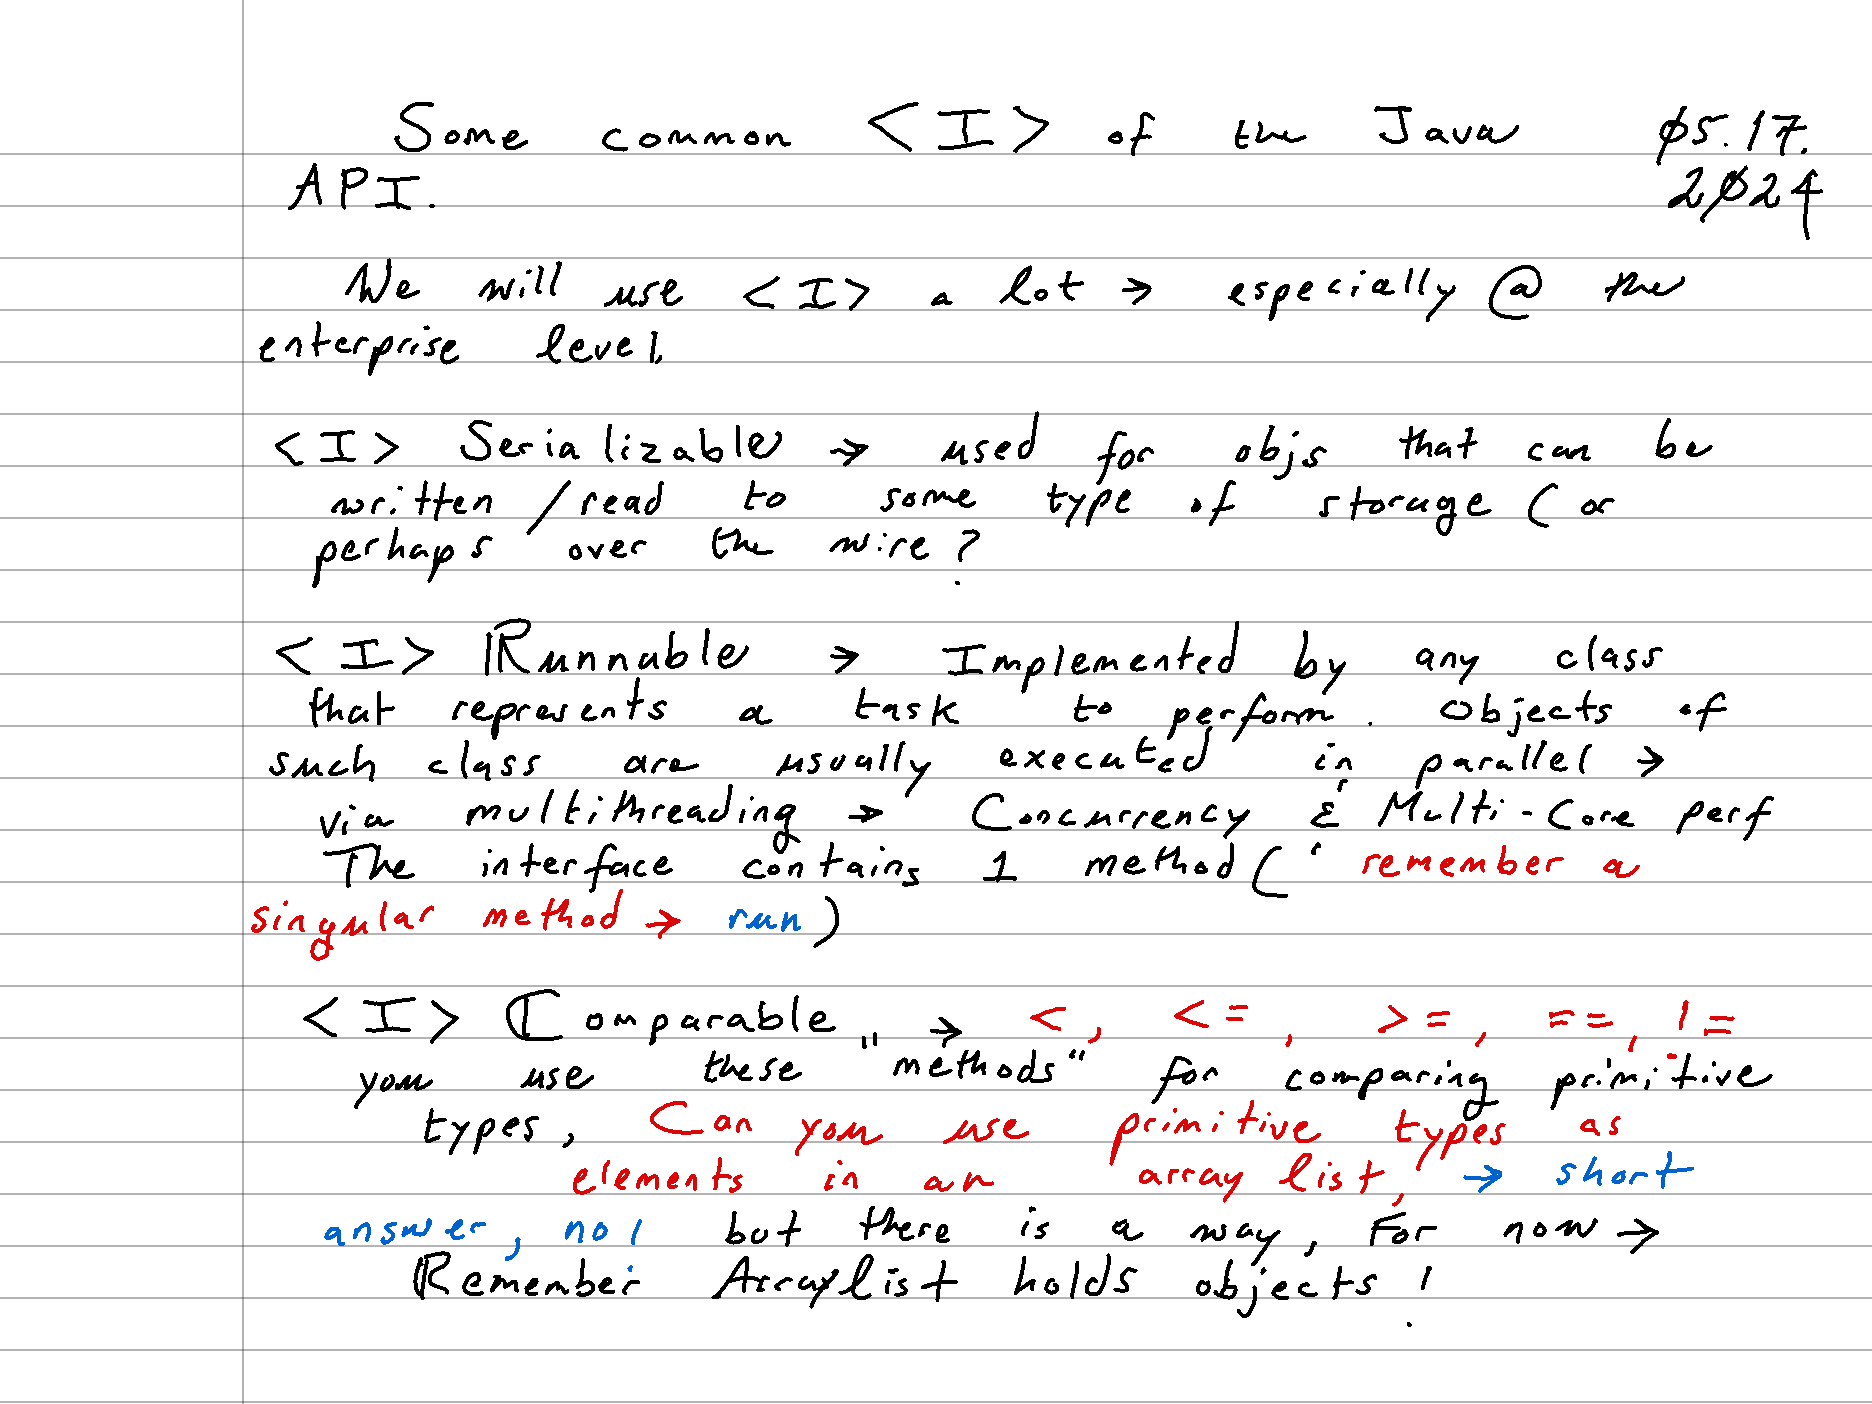 Some common <I> of the Java 05.17.
API. 2024
We will use <I> a lot → especially @ the
enterprise level.
<I> Serializable → used for objs that can be
written / read to some type of storage ( or
perhaps over the wire?
<I> Runnable → Implemented by any class
that represents a task to perform. Objects of
such class are usually executed in parallel →
via multithreading → Concurrency & Multi-Core perf
The interface contains 1 method (' remember a
singular method → run)
<I> Comparable → <, <=, >=, ==, !=
you use these "methods" for comparing primitive
types, Can you use primitive types as
elements in an array list, → short
answer, no! but there is a way, For now →
Remember Arraylist holds objects!